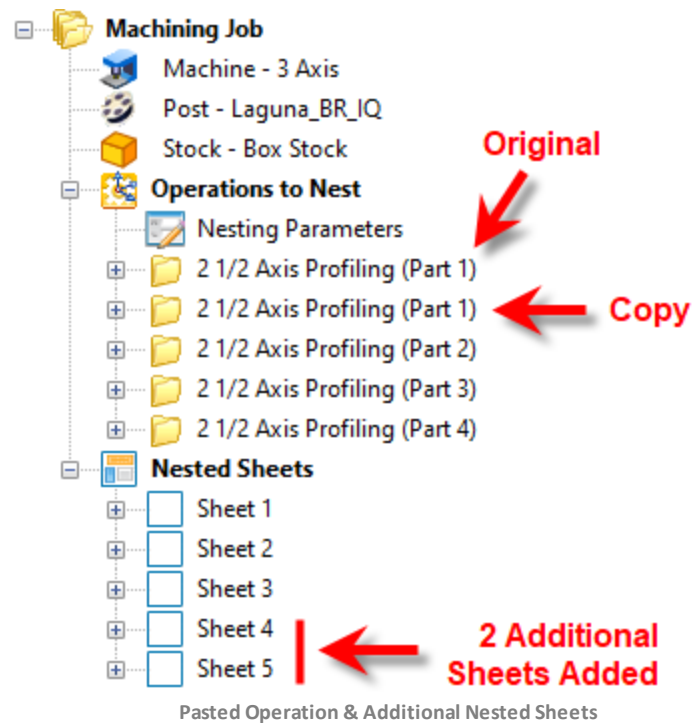 Machining Job
Machine - 3 Axis
Post - Laguna_BR_IQ
Stock - Box Stock
Original
Operations to Nest
Nesting Parameters
2 1/2 Axis Profiling (Part 1)
2 1/2 Axis Profiling (Part 1)
Copy
2 1/2 Axis Profiling (Part 2)
2 1/2 Axis Profiling (Part 3)
2 1/2 Axis Profiling (Part 4)
Nested Sheets
Sheet 1
Sheet 2
Sheet 3
Sheet 4
Sheet 5
2 Additional
Sheets Added
Pasted Operation & Additional Nested Sheets